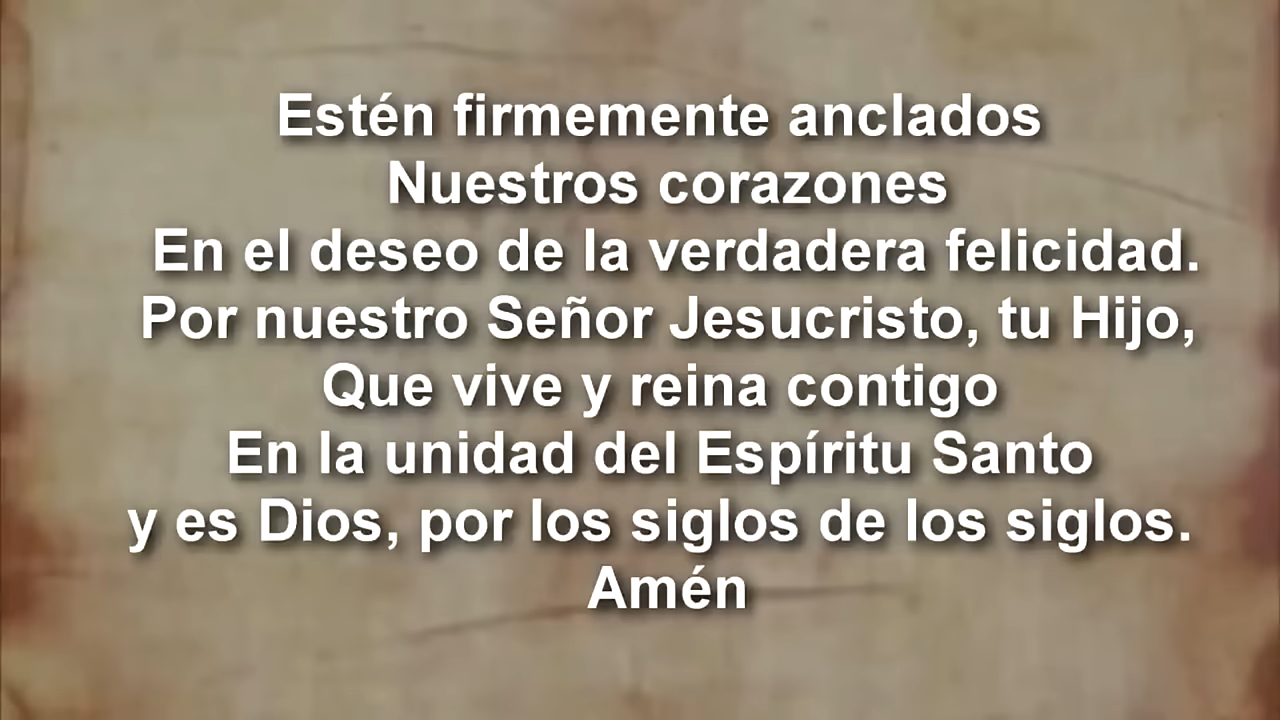 Estén firmemente anclados
Nuestros corazones
En el deseo de la verdadera felicidad.
Por nuestro Señor Jesucristo, tu Hijo,
Que vive y reina contigo
En la unidad del Espíritu Santo
y es Dios, por los siglos de los siglos.
Amén